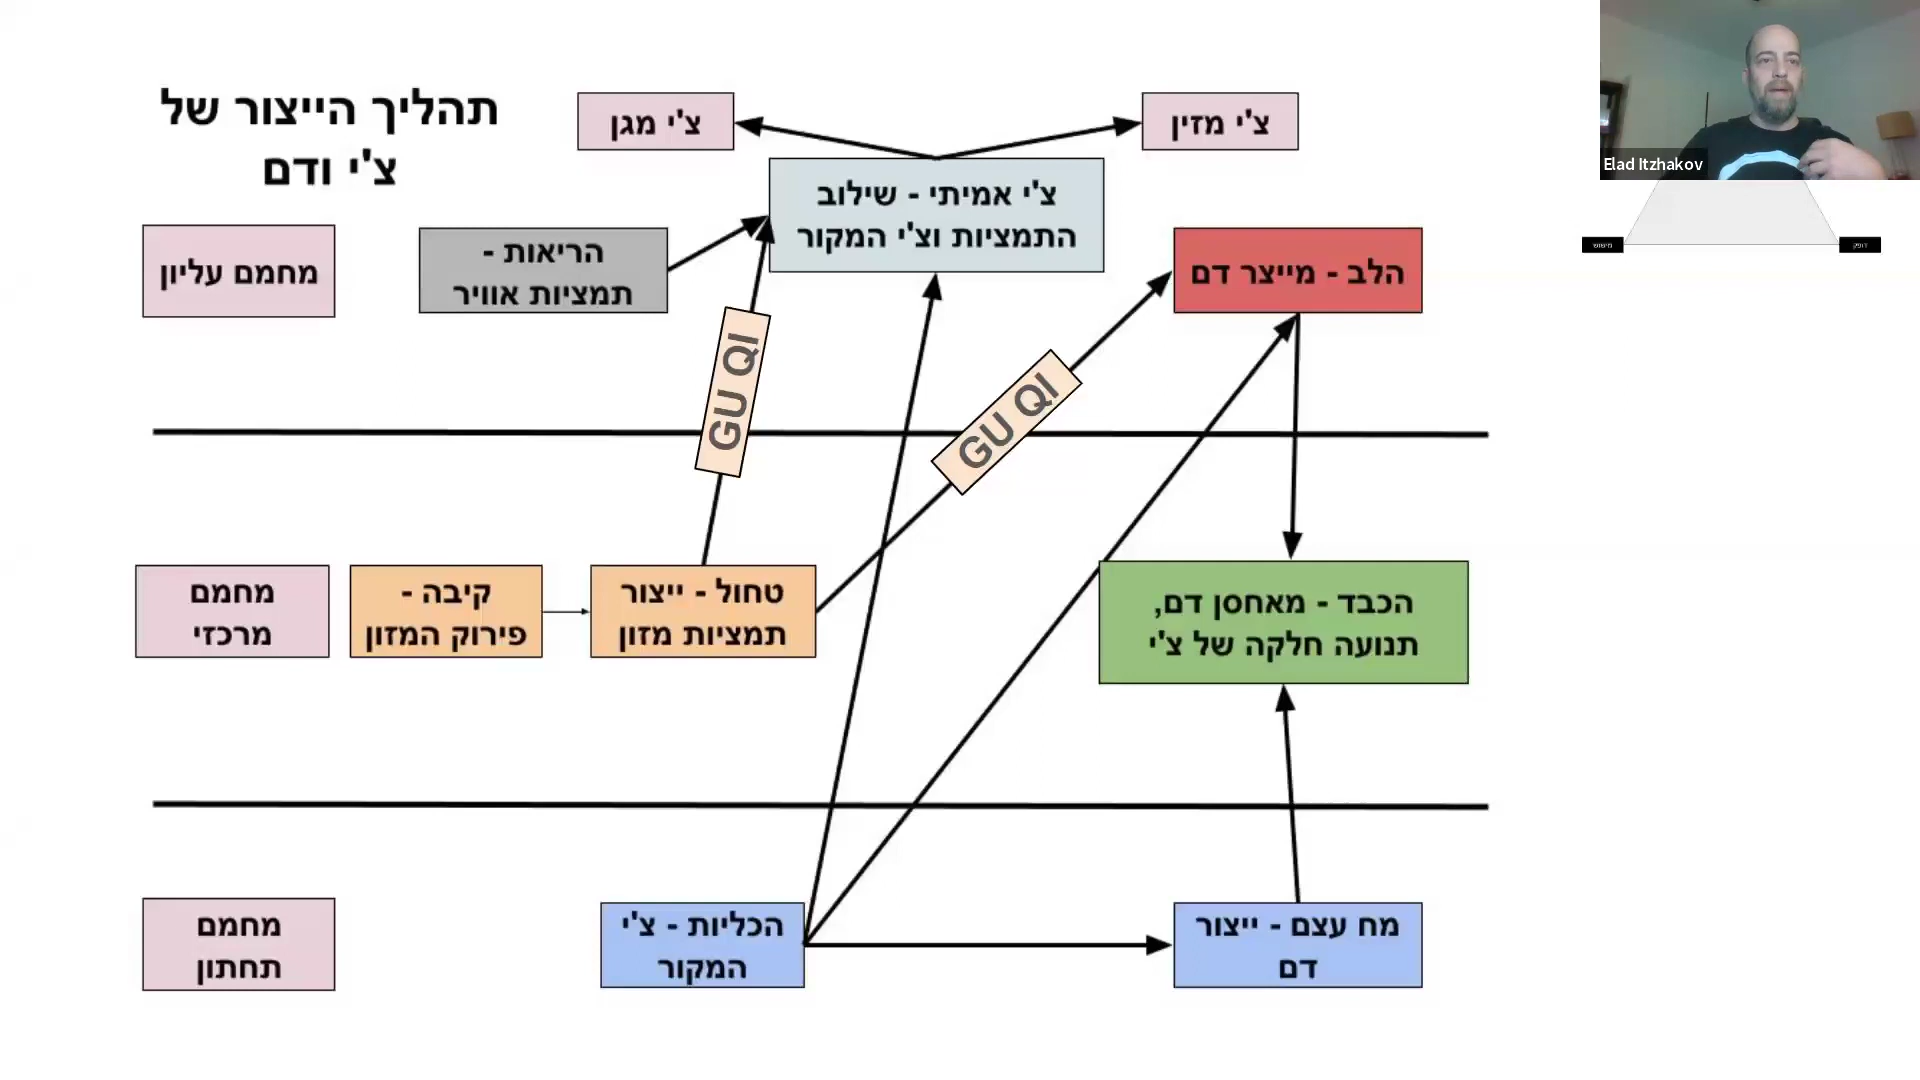 תהליך הייצור של
צ'י ודם
צ'י מגן
צ'י מזין
צ'י אמיתי - שילוב
התמציות וצ'י המקור
מחמם עליון
הריאות -
תמציות אוויר
הלב - מייצר דם
GU QI
GU QI
מחמם
מרכזי
קיבה -
פירוק המזון
טחול - ייצור
תמציות מזון
הכבד - מאחסן דם,
תנועה חלקה של צ'י
מחמם
תחתון
הכליות - צ'י
המקור
מח עצם - ייצור
דם
Elad Itzhakov
מישוש
דופק